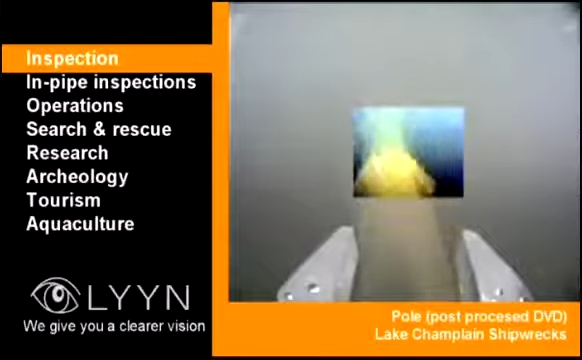 Inspection
In-pipe inspections
Operations
Search & rescue
Research
Archeology
Tourism
Aquaculture
LYYN
We give you a clearer vision
Pole (post procesed DVD)
Lake Champlain Shipwrecks